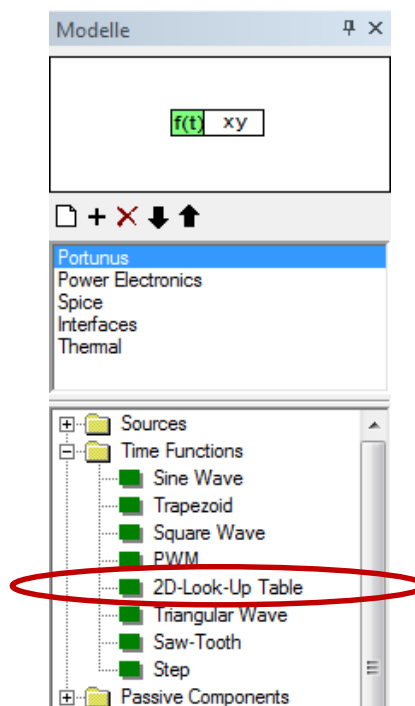 Modelle
f(t) xy
Portunus
Power Electronics
Spice
Interfaces
Thermal
Sources
Time Functions
Sine Wave
Trapezoid
Square Wave
PWM
2D-Look-Up Table
Triangular Wave
Saw-Tooth
Step
Passive Components